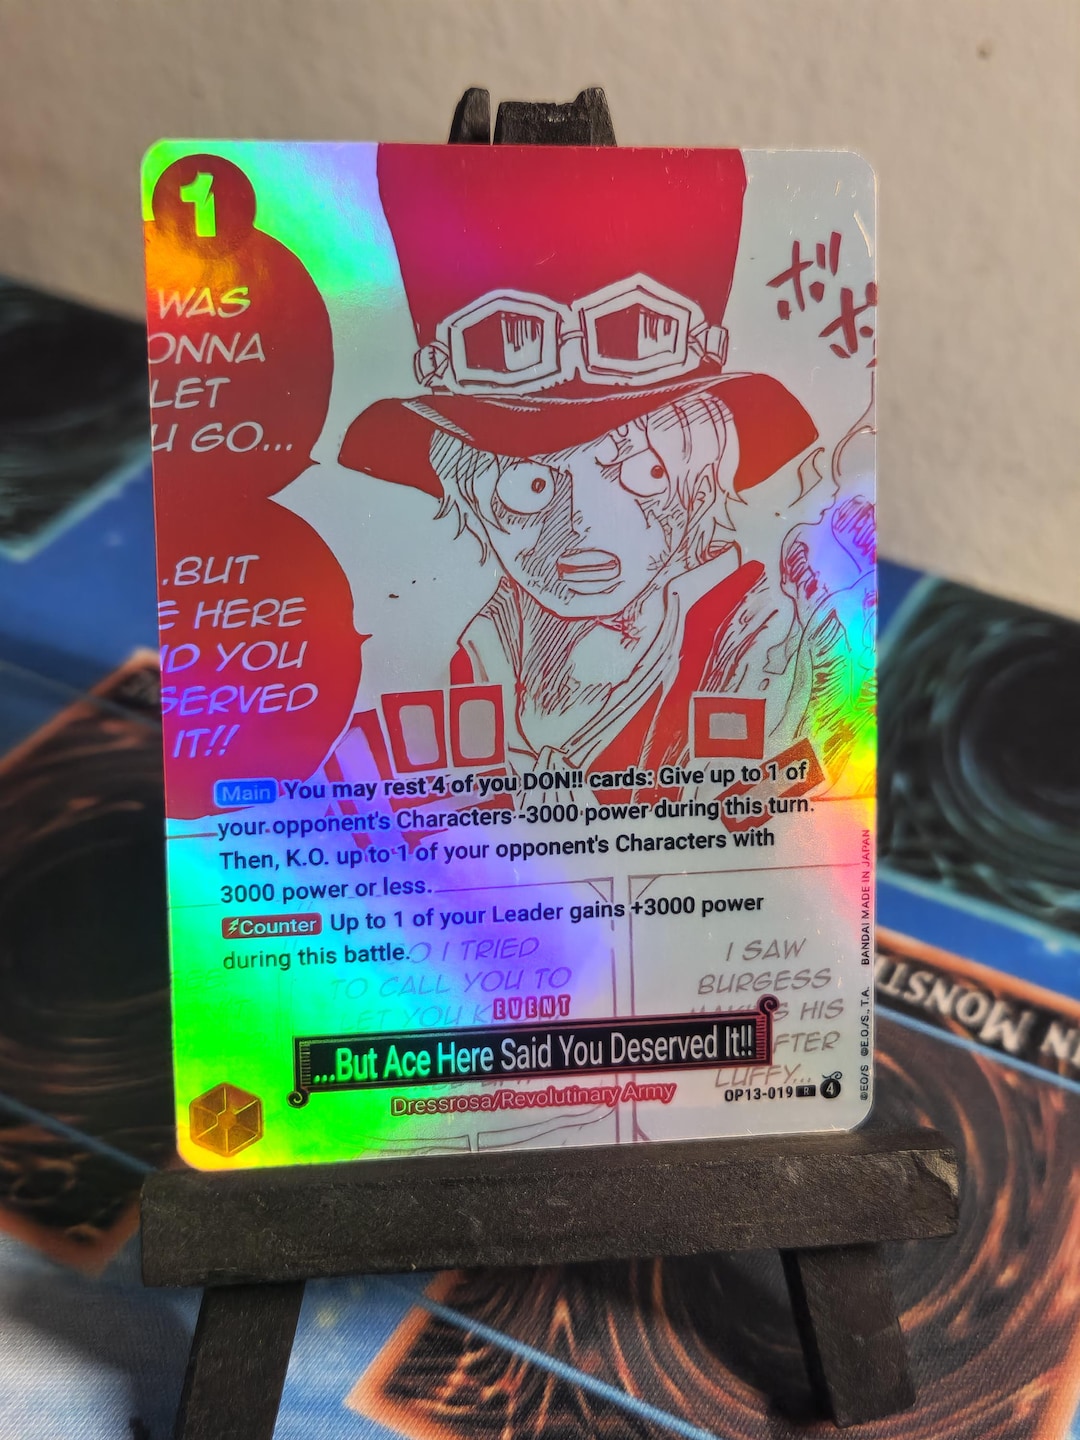 1
WAS
ONNA
LET
U GO...
ボ
ボ
.BUT
E HERE
ID YOU
SERVED
IT!!
Main You may rest 4 of you DON!! cards: Give up to 1 of
your opponent's Characters -3000 power during this turn.
Then, K.O. up to 1 of your opponent's Characters with
3000 power or less.
Counter Up to 1 of your Leader gains +3000 power
during this battle.
O I TRIED
TO CALL YOU TO
I SAW
BURGESS
HIS
FTER
LUFFY...
EVENT
...But Ace Here Said You Deserved It!!
Dressrosa/Revolutinary Army
OP13-019 R 4
©EO/S ©E.O./S., T.A. BANDAI MADE IN JAPAN